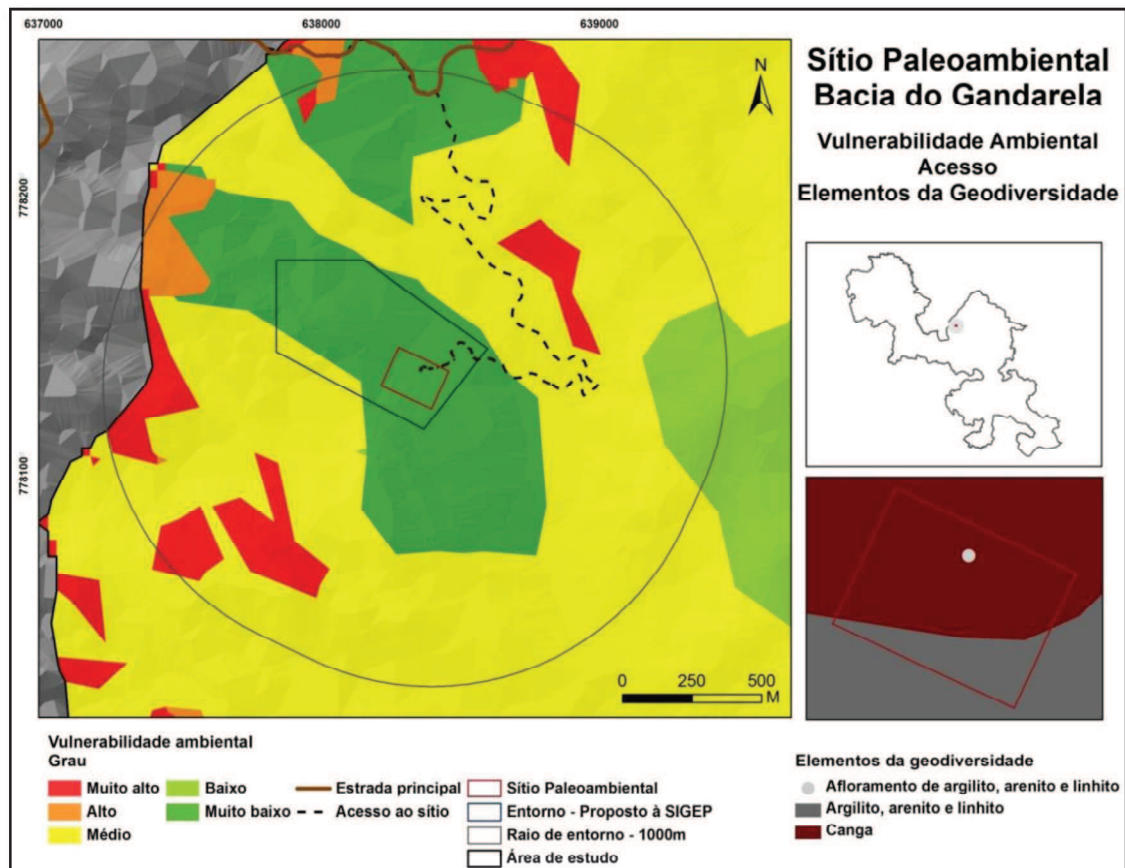 637000 638000 639000
Sítio Paleoambiental
Bacia do Gandarela
Vulnerabilidade Ambiental
Acesso
Elementos da Geodiversidade
N
778200
778100
0 250 500
M
Vulnerabilidade ambiental
Grau
Muito alto
Alto
Médio
Baixo
Muito baixo
Estrada principal
Acesso ao sítio
Sítio Paleoambiental
Entorno - Proposto à SIGEP
Raio de entorno - 1000m
Área de estudo
Elementos da geodiversidade
Afloramento de argilito, arenito e linhito
Argilito, arenito e linhito
Canga